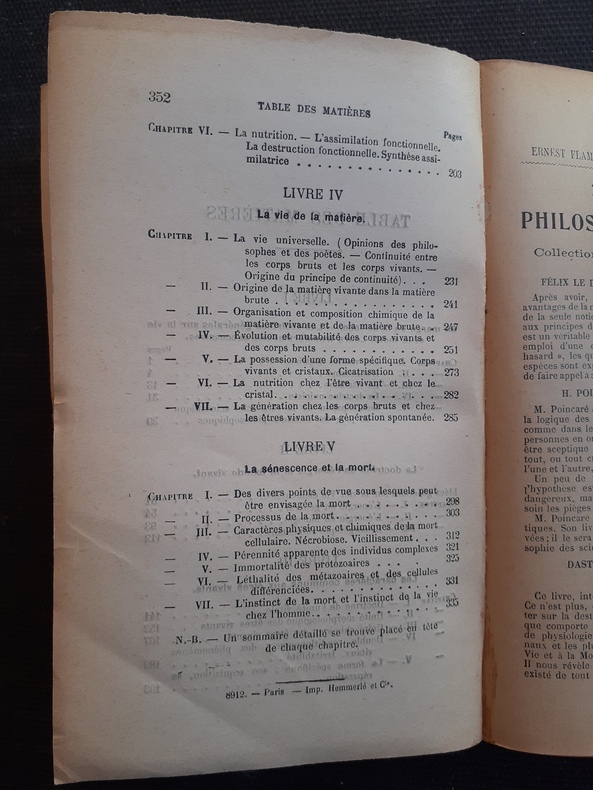 352
TABLE DES MATIÈRES
Pages
CHAPITRE VI. — La nutrition. — L'assimilation fonctionnelle.
La destruction fonctionnelle. Synthèse assi-
milatrice . . . . . . . . . . . . . . . 203
LIVRE IV
La vie de la matière.
CHAPITRE I. — La vie universelle. (Opinions des philo-
sophes et des poètes. — Continuité entre
les corps bruts et les corps vivants. —
Origine du principe de continuité). . . 231
— II. — Origine de la matière vivante dans la matière
brute . . . . . . . . . . . . . . . 241
— III. — Organisation et composition chimique de la
matière vivante et de la matière brute. . 247
— IV. — Évolution et mutabilité des corps vivants et
des corps bruts . . . . . . . . . . . 251
— V. — La possession d'une forme spécifique. Corps
vivants et cristaux. Cicatrisation . . . 273
— VI. — La nutrition chez l'être vivant et chez le
cristal. . . . . . . . . . . . . . . 282
— VII. — La génération chez les corps bruts et chez
les êtres vivants. La génération spontanée. 285
LIVRE V
La sénescence et la mort.
CHAPITRE I. — Des divers points de vue sous lesquels peut
être envisagée la mort . . . . . . . . 298
— II. — Processus de la mort. . . . . . . . . . 303
— III. — Caractères physiques et chimiques de la mort
cellulaire. Nécrobiose. Vieillissement. . . 312
— IV. — Pérennité apparente des individus complexes 321
— V. — Immortalité des protozoaires . . . . . 325
— VI. — Léthalité des métazoaires et des cellules
différenciées. . . . . . . . . . . . . 331
— VII. — L'instinct de la mort et l'instinct de la vie
chez l'homme. . . . . . . . . . . . . 335
N.-B. — Un sommaire détaillé se trouve placé en tête
de chaque chapitre.
8912. — Paris — Imp. Hemmerlé et Cie.
ERNEST FLAM
PHILOS
Collection
FÉLIX LE
Après avoir,
avantages de la
de la seule noti
aux principes d
est un véritable
emploi d'une
hasard », les
espèces sont ex
de faire appel à
H. POI
M. Poincaré
la logique des
comme dans le
personnes en
être sceptique
tout, ou tout c
l'une et l'autre,
Un peu de
l'hypothèse es
dangereux, ma
soin les pièges
M. Poincaré
tiques. Son liv
vées; il le sera
sophie des scie
DAST
Ce livre, int
Ce n'est plus,
ter sur la dest
que comporte
de physiologie
naux et les plu
Vie et à la Mo
Il nous révèle
existé de tout